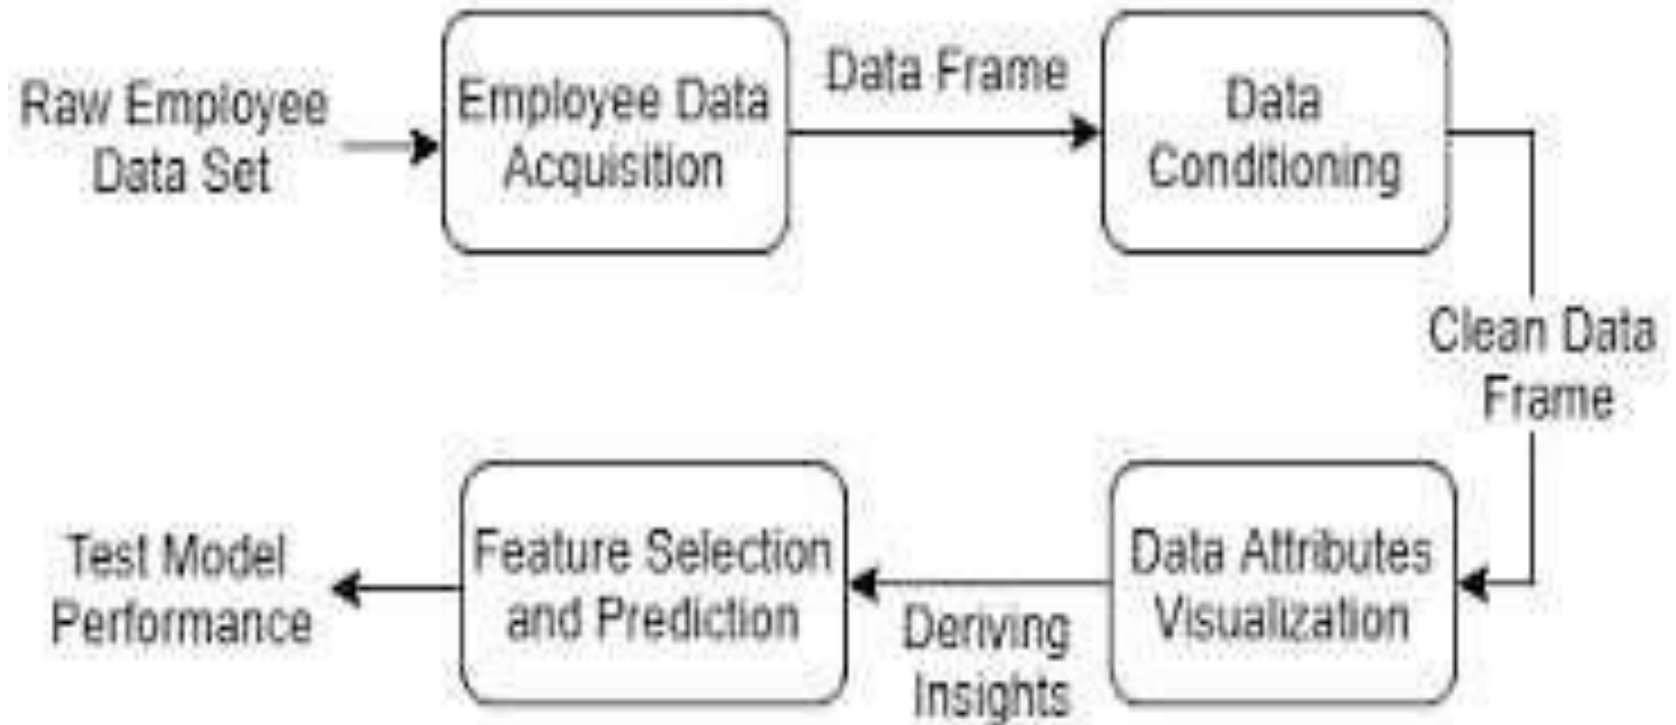 Raw Employee
Data Set
Employee Data
Acquisition
Data Frame
Data
Conditioning
Clean Data
Frame
Data Attributes
Visualization
Deriving
Insights
Feature Selection
and Prediction
Test Model
Performance